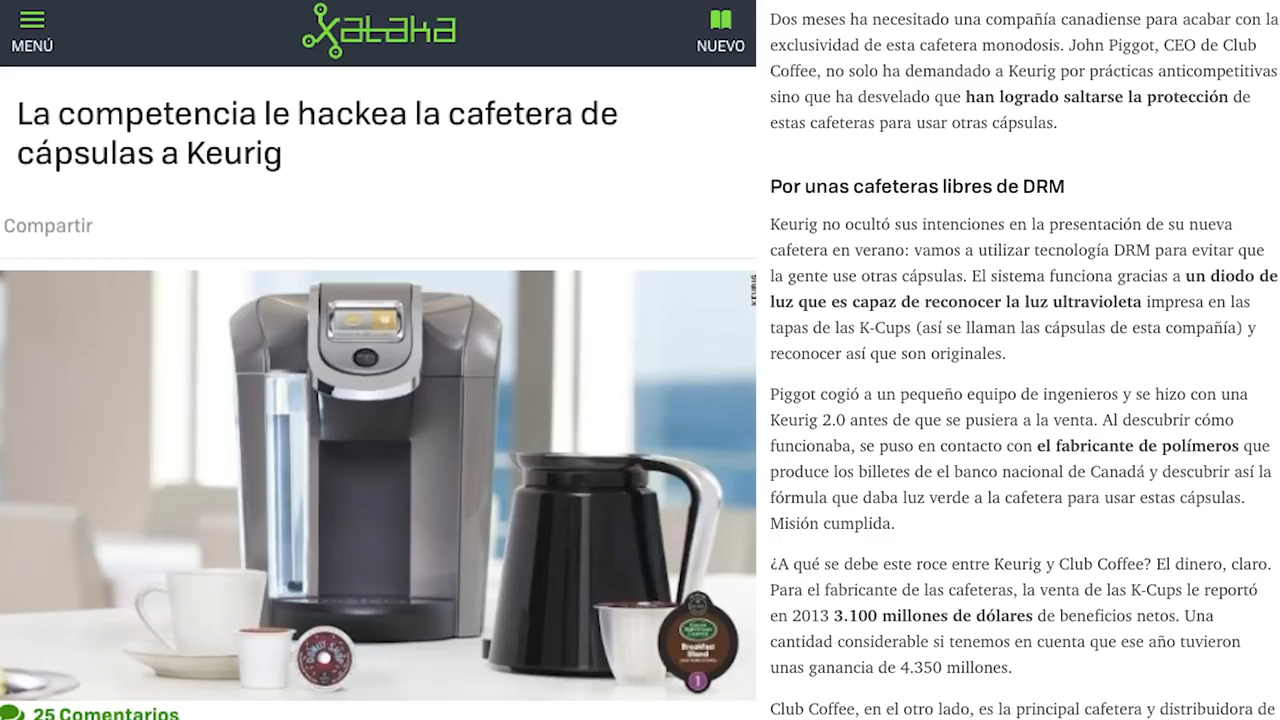 MENÚ
xataka
NUEVO
La competencia le hackea la cafetera de
cápsulas a Keurig
Compartir
KEURIG
DONUT SHOP
Breakfast
Blend
1
25 Comentarios
Dos meses ha necesitado una compañía canadiense para acabar con la
exclusividad de esta cafetera monodosis. John Piggot, CEO de Club
Coffee, no solo ha demandado a Keurig por prácticas anticompetitivas
sino que ha desvelado que han logrado saltarse la protección de
estas cafeteras para usar otras cápsulas.
Por unas cafeteras libres de DRM
Keurig no ocultó sus intenciones en la presentación de su nueva
cafetera en verano: vamos a utilizar tecnología DRM para evitar que
la gente use otras cápsulas. El sistema funciona gracias a un diodo de
luz que es capaz de reconocer la luz ultravioleta impresa en las
tapas de las K-Cups (así se llaman las cápsulas de esta compañía) y
reconocer así que son originales.
Piggot cogió a un pequeño equipo de ingenieros y se hizo con una
Keurig 2.0 antes de que se pusiera a la venta. Al descubrir cómo
funcionaba, se puso en contacto con el fabricante de polímeros que
produce los billetes de el banco nacional de Canadá y descubrir así la
fórmula que daba luz verde a la cafetera para usar estas cápsulas.
Misión cumplida.
¿A qué se debe este roce entre Keurig y Club Coffee? El dinero, claro.
Para el fabricante de las cafeteras, la venta de las K-Cups le reportó
en 2013 3.100 millones de dólares de beneficios netos. Una
cantidad considerable si tenemos en cuenta que ese año tuvieron
unas ganancia de 4.350 millones.
Club Coffee, en el otro lado, es la principal cafetera y distribuidora de